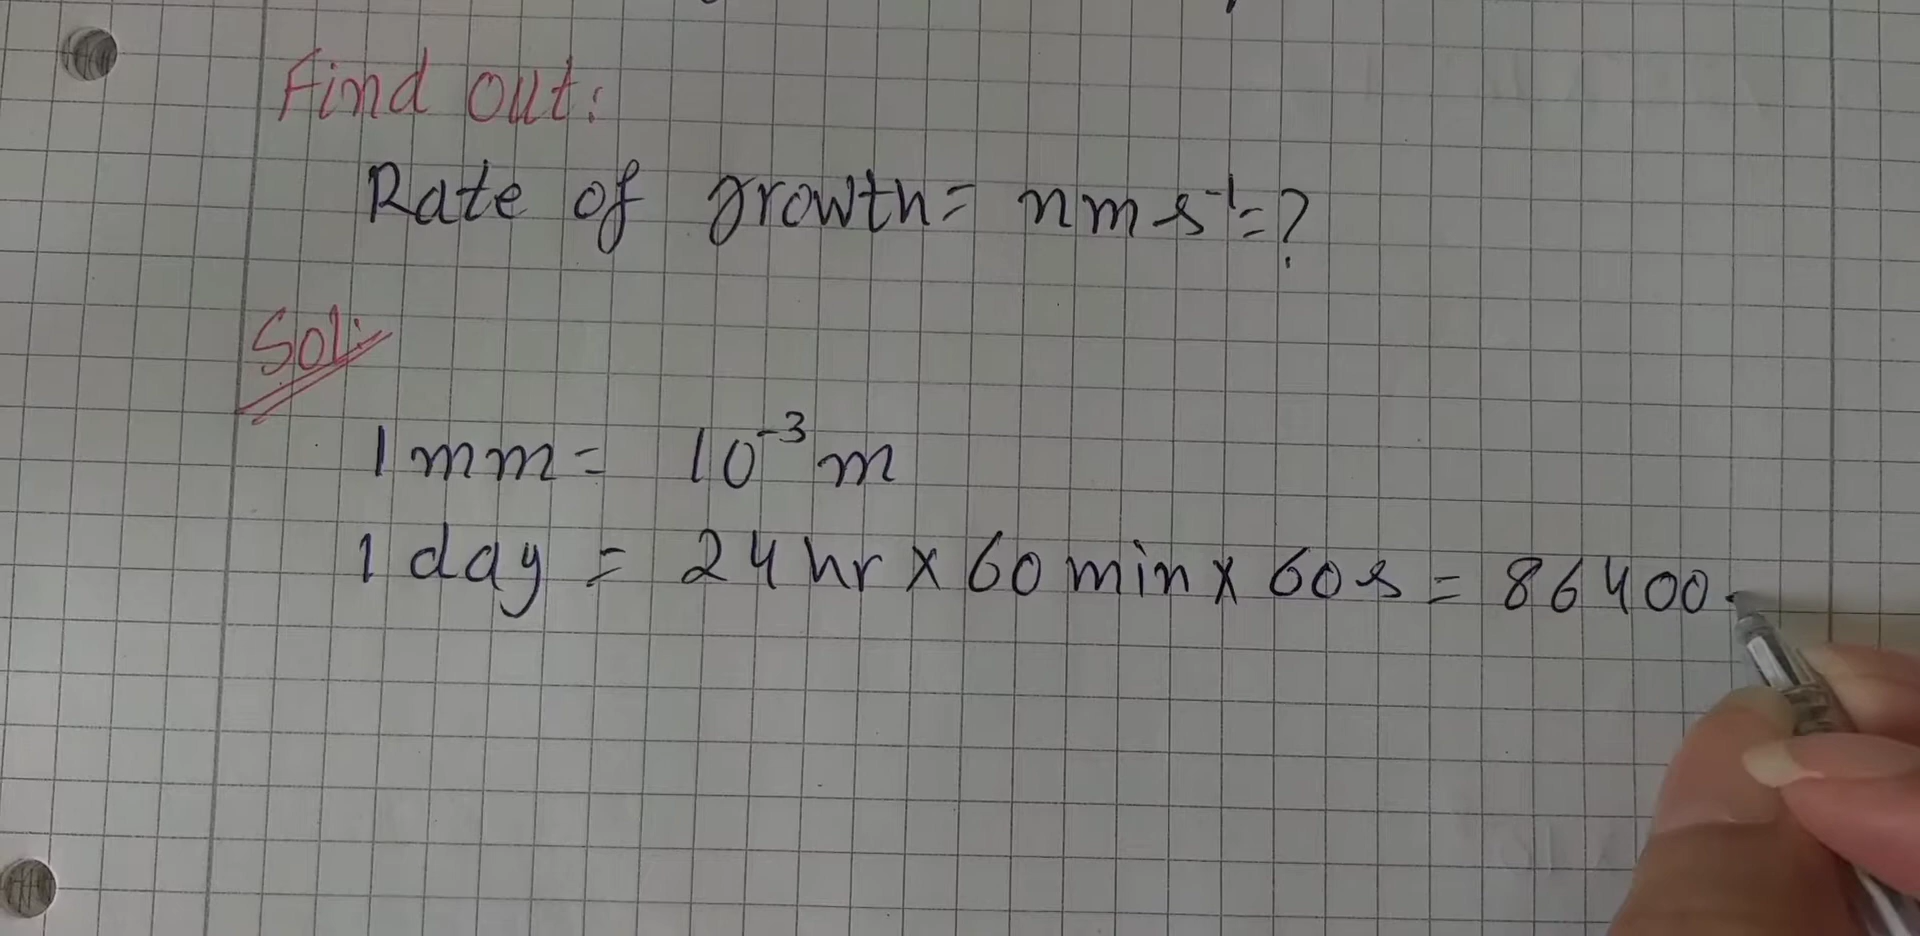 Find out:
Rate of growth = nm s⁻¹ = ?
Sol:
1 mm = 10⁻³ m
1 day = 24 hr × 60 min × 60 s = 86400